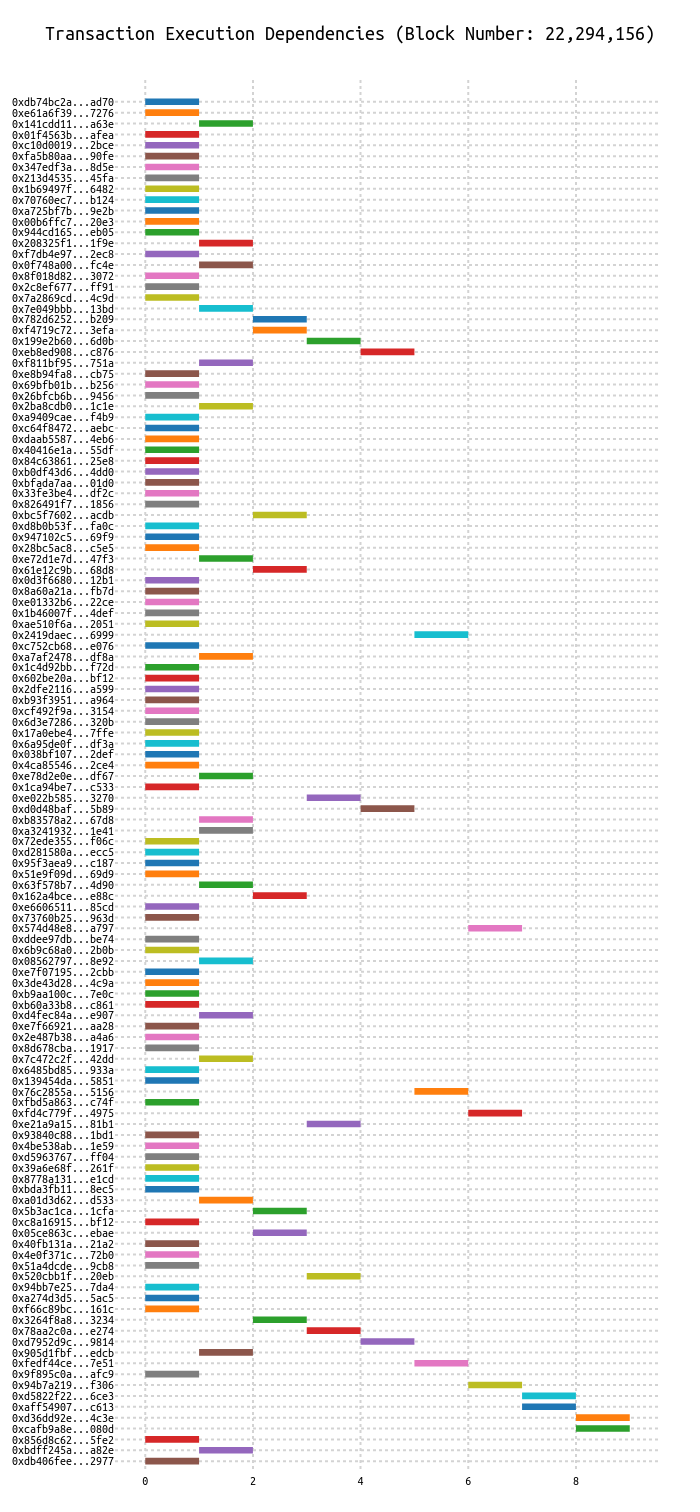 Transaction Execution Dependencies (Block Number: 22,294,156)
0xdb74bc2a...ad70
0xe61a6f39...7276
0x141cdd11...a63e
0x01f4563b...afea
0xc10d0019...2bce
0xfa5b80aa...90fe
0x347edf3a...8d5e
0x213d4535...45fa
0x1b69497f...6482
0x70760ec7...b124
0xa725bf7b...9e2b
0x00b6ffc7...20e3
0x944cd165...eb05
0x208325f1...1f9e
0xf7db4e97...2ec8
0x0f748a00...fc4e
0x8f018d82...3072
0x2c8ef677...ff91
0x7a2869cd...4c9d
0x7e049bbb...13bd
0x782d6252...b209
0xf4719c72...3efa
0x199e2b60...6d0b
0xeb8ed908...c876
0xf811bf95...751a
0xe8b94fa8...cb75
0x69bfb01b...b256
0x26bfcb6b...9456
0x2ba8cdb0...1c1e
0xa9409cae...f4b9
0xc64f8472...aebc
0xdaab5587...4eb6
0x40416e1a...55df
0x84c63861...25e8
0xb0df43d6...4dd0
0xbfada7aa...01d0
0x33fe3be4...df2c
0x826491f7...1856
0xbc5f7602...acdb
0xd8b0b53f...fa0c
0x947102c5...69f9
0x28bc5ac8...c5e5
0xe72d1e7d...47f3
0x61e12c9b...68d8
0x0d3f6680...12b1
0x8a60a21a...fb7d
0xe01332b6...22ce
0x1b46007f...4def
0xae510f6a...2051
0x2419daec...6999
0xc752cb68...e076
0xa7af2478...df8a
0x1c4d92bb...f72d
0x602be20a...bf12
0x2dfe2116...a599
0xb93f3951...a964
0xcf492f9a...3154
0x6d3e7286...320b
0x17a0ebe4...7ffe
0x6a95de0f...df3a
0x038bf107...2def
0x4ca85546...2ce4
0xe78d2e0e...df67
0x1ca94be7...c533
0xe022b585...3270
0xd0d48baf...5b89
0xb83578a2...67d8
0xa3241932...1e41
0x72ede355...f06c
0xd281580a...ecc5
0x95f3aea9...c187
0x51e9f09d...69d9
0x63f578b7...4d90
0x162a4bce...e88c
0xe6606511...85cd
0x73760b25...963d
0x574d48e8...a797
0xddee97db...be74
0x6b9c68a0...2b0b
0x08562797...8e92
0xe7f07195...2cbb
0x3de43d28...4c9a
0xb9aa100c...7e0c
0xb60a33b8...c861
0xd4fec84a...e907
0xe7f66921...aa28
0x2e487b38...a4a6
0x8d678cba...1917
0x7c472c2f...42dd
0x6485bd85...933a
0x139454da...5851
0x76c2855a...5156
0xfbd5a863...c74f
0xfd4c779f...4975
0xe21a9a15...81b1
0x93840c88...1bd1
0x4be538ab...1e59
0xd5963767...ff04
0x39a6e68f...261f
0x8778a131...e1cd
0xbda3fb11...8ec5
0xa01d3d62...d533
0x5b3ac1ca...1cfa
0xc8a16915...bf12
0x05ce863c...ebae
0x40fb131a...21a2
0x4e0f371c...72b0
0x51a4dcde...9cb8
0x520cbb1f...20eb
0x94bb7e25...7da4
0xa274d3d5...5ac5
0xf66c89bc...161c
0x3264f8a8...3234
0x78aa2c0a...e274
0xd7952d9c...9814
0x905d1fbf...edcb
0xfedf44ce...7e51
0x9f895c0a...afc9
0x94b7a219...f306
0xd5822f22...6ce3
0xaff54907...c613
0xd36dd92e...4c3e
0xcafb9a8e...080d
0x856d8c62...5fe2
0xbdff245a...a82e
0xdb406fee...2977
0 2 4 6 8